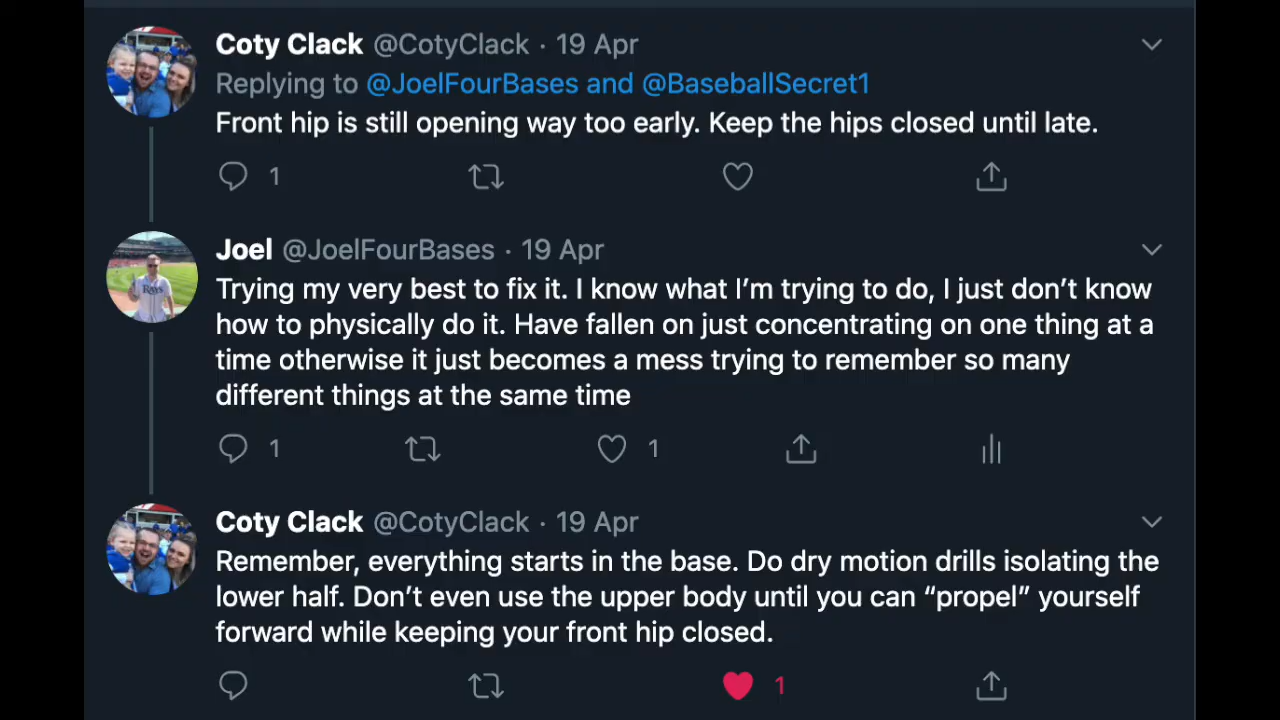 Coty Clack @CotyClack · 19 Apr
Replying to @JoelFourBases and @BaseballSecret1
Front hip is still opening way too early. Keep the hips closed until late.
1
Joel @JoelFourBases · 19 Apr
Trying my very best to fix it. I know what I’m trying to do, I just don’t know
how to physically do it. Have fallen on just concentrating on one thing at a
time otherwise it just becomes a mess trying to remember so many
different things at the same time
1 1
Coty Clack @CotyClack · 19 Apr
Remember, everything starts in the base. Do dry motion drills isolating the
lower half. Don’t even use the upper body until you can “propel” yourself
forward while keeping your front hip closed.
1